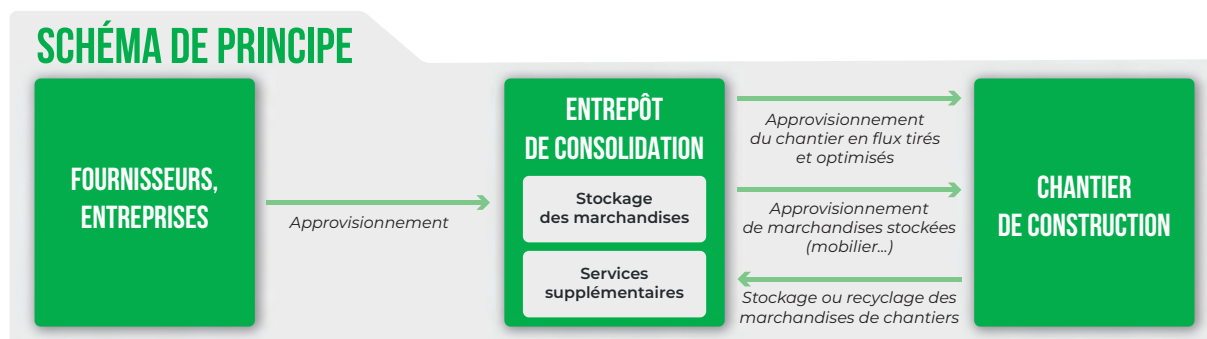 SCHÉMA DE PRINCIPE
FOURNISSEURS,
ENTREPRISES
Approvisionnement
ENTREPÔT
DE CONSOLIDATION
Stockage
des marchandises
Services
supplémentaires
Approvisionnement
du chantier en flux tirés
et optimisés
Approvisionnement
de marchandises stockées
(mobilier...)
Stockage ou recyclage des
marchandises de chantiers
CHANTIER
DE CONSTRUCTION